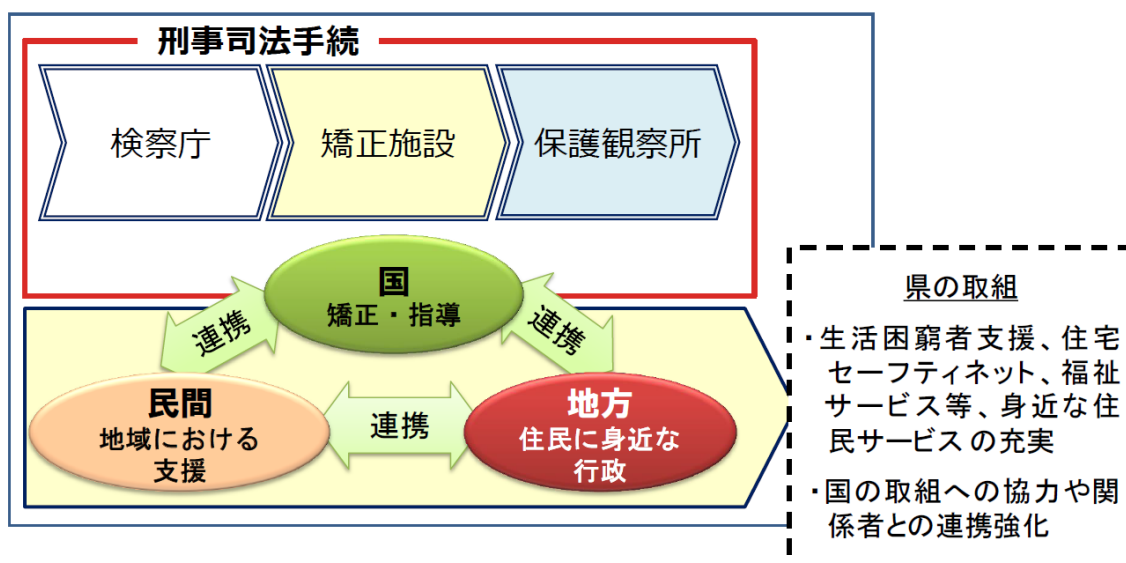 刑事司法手続
検察庁
矯正施設
保護観察所
国
矯正・指導
連携
連携
民間
地域における
支援
連携
地方
住民に身近な
行政
県の取組
・生活困窮者支援、住宅
セーフティネット、福祉
サービス等、身近な住
民サービスの充実
・国の取組への協力や関
係者との連携強化